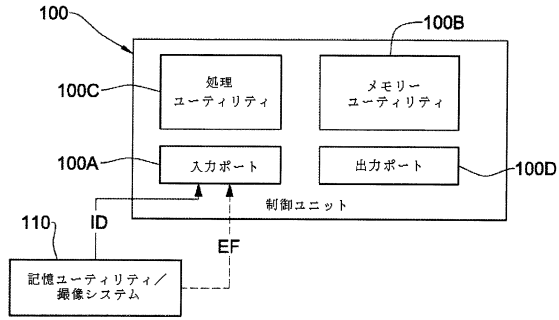 100
100B
100C
処理
ユーティリティ
メモリー
ユーティリティ
100A
入力ポート
出力ポート
100D
制御ユニット
110
ID
EF
記憶ユーティリティ／
撮像システム